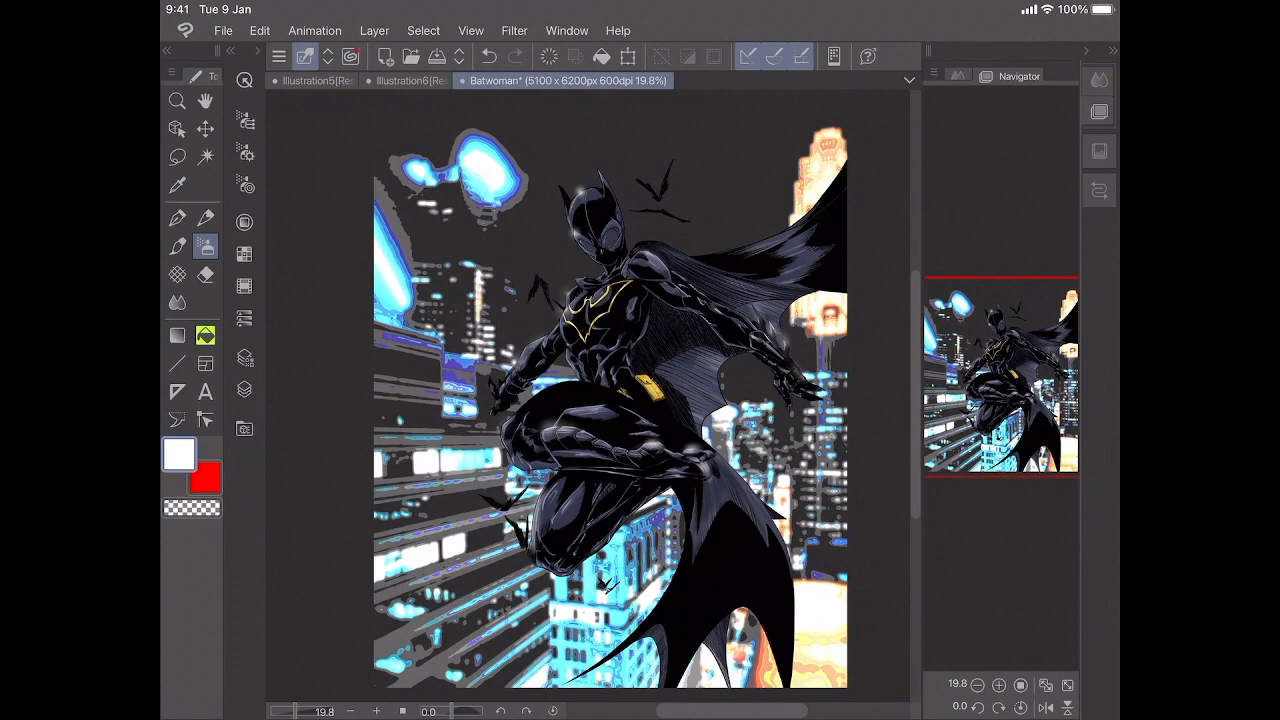 9:41 Tue 9 Jan
100%
File Edit Animation Layer Select View Filter Window Help
Illustration5[Re
Illustration6[Re
Batwoman* (5100 x 6200px 600dpi 19.8%)
Navigator
A
19.8
0.0
19.8
0.0